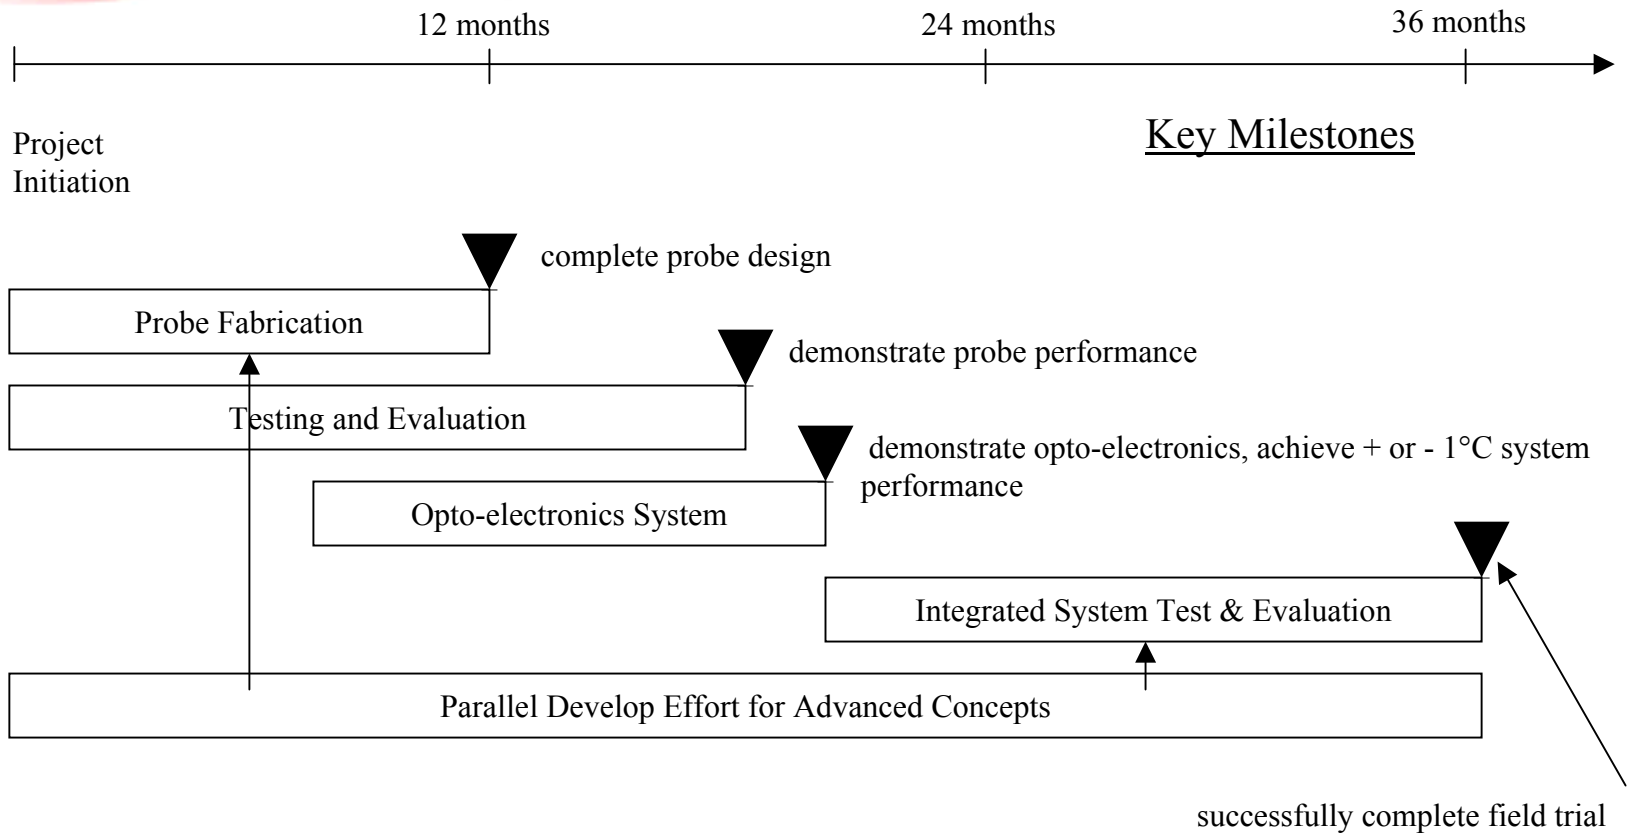 12 months
24 months
36 months
Project
Initiation
Key Milestones
complete probe design
Probe Fabrication
demonstrate probe performance
Testing and Evaluation
demonstrate opto-electronics, achieve + or - 1°C system
performance
Opto-electronics System
Integrated System Test & Evaluation
Parallel Develop Effort for Advanced Concepts
successfully complete field trial